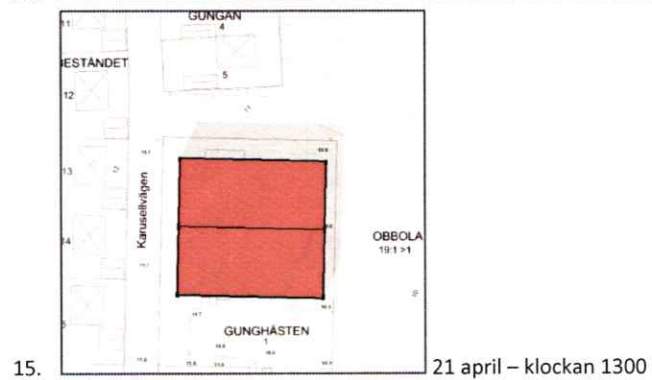 GUNGAN
4
11
5
12
13
14
Karusellvägen
OBBOLA
19:1>1
GUNGHÄSTEN
1
15. 21 april – klockan 1300